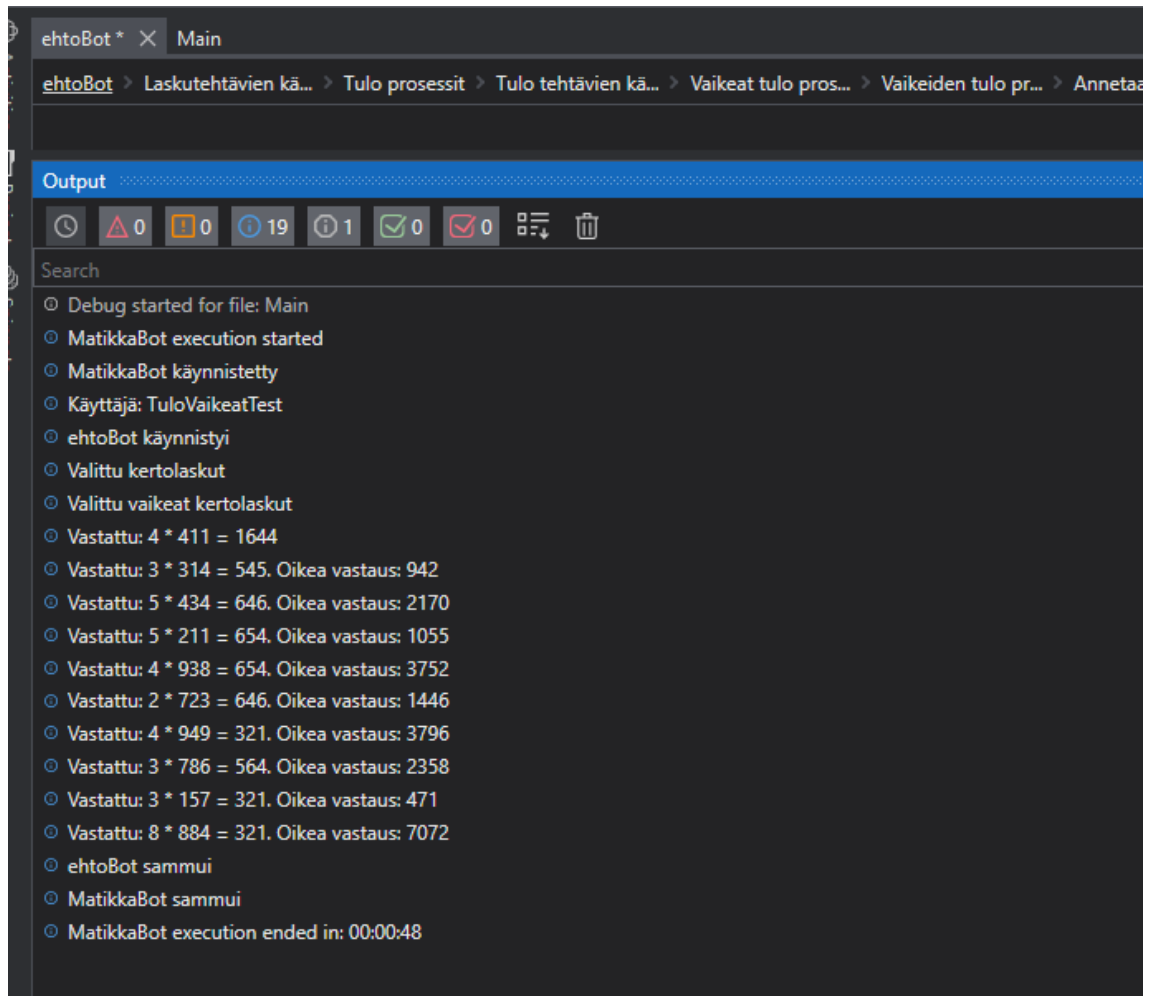 ehtoBot * Main
ehtoBot > Laskutehtävien kä... > Tulo prosessit > Tulo tehtävien kä... > Vaikeat tulo pros... > Vaikeiden tulo pr... > Annetaa
Output
0 0 19 1 0 0
Search
Debug started for file: Main
MatikkaBot execution started
MatikkaBot käynnistetty
Käyttäjä: TuloVaikeatTest
ehtoBot käynnistyi
Valittu kertolaskut
Valittu vaikeat kertolaskut
Vastattu: 4 * 411 = 1644
Vastattu: 3 * 314 = 545. Oikea vastaus: 942
Vastattu: 5 * 434 = 646. Oikea vastaus: 2170
Vastattu: 5 * 211 = 654. Oikea vastaus: 1055
Vastattu: 4 * 938 = 654. Oikea vastaus: 3752
Vastattu: 2 * 723 = 646. Oikea vastaus: 1446
Vastattu: 4 * 949 = 321. Oikea vastaus: 3796
Vastattu: 3 * 786 = 564. Oikea vastaus: 2358
Vastattu: 3 * 157 = 321. Oikea vastaus: 471
Vastattu: 8 * 884 = 321. Oikea vastaus: 7072
ehtoBot sammui
MatikkaBot sammui
MatikkaBot execution ended in: 00:00:48